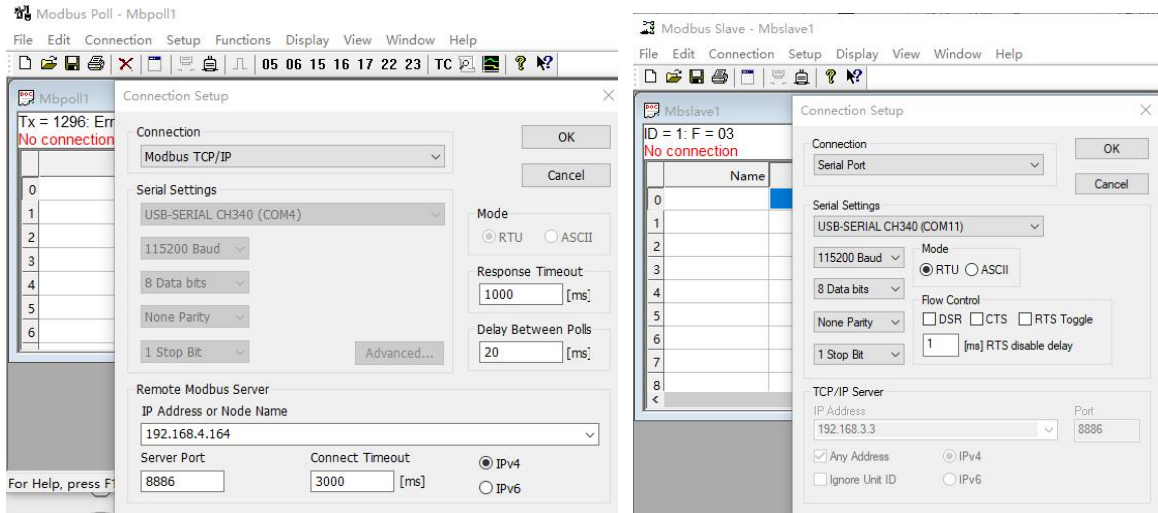 Modbus Poll - Mbpoll1
File Edit Connection Setup Functions Display View Window Help
05 06 15 16 17 22 23 TC
Mbpoll1
Tx = 1296: Err
No connection
0
1
2
3
4
5
6
For Help, press F1
Connection Setup
Connection
Modbus TCP/IP
OK
Cancel
Serial Settings
USB-SERIAL CH340 (COM4)
115200 Baud
8 Data bits
None Parity
1 Stop Bit
Advanced...
Mode
RTU ASCII
Response Timeout
1000 [ms]
Delay Between Polls
20 [ms]
Remote Modbus Server
IP Address or Node Name
192.168.4.164
Server Port Connect Timeout
8886 3000 [ms]
IPv4
IPv6
Modbus Slave - Mbslave1
File Edit Connection Setup Display View Window Help
Mbslave1
ID = 1: F = 03
No connection
Name
0
1
2
3
4
5
6
7
8
Connection Setup
Connection
Serial Port
OK
Cancel
Serial Settings
USB-SERIAL CH340 (COM11)
115200 Baud
8 Data bits
None Parity
1 Stop Bit
Mode
RTU ASCII
Flow Control
DSR CTS RTS Toggle
1 [ms] RTS disable delay
TCP/IP Server
IP Address Port
192.168.3.3 8886
Any Address IPv4
Ignore Unit ID IPv6